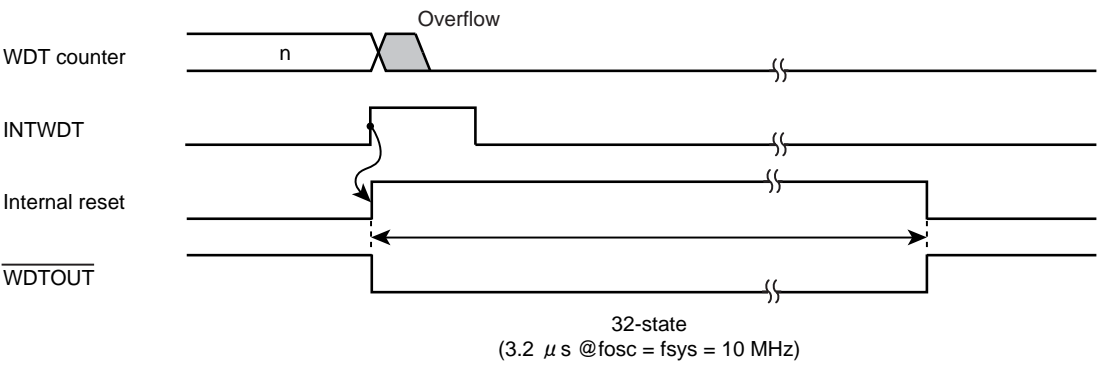 Overflow
WDT counter
n
INTWDT
Internal reset
WDTOUT
32-state
(3.2 μs @fosc = fsys = 10 MHz)